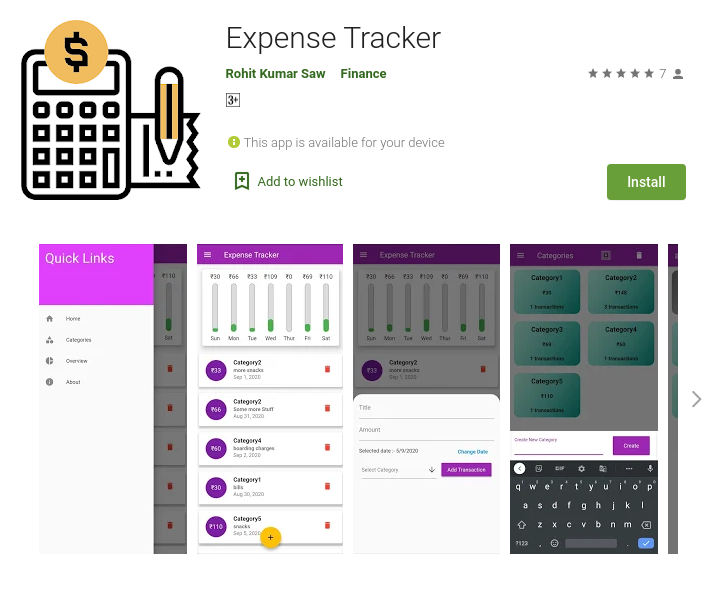 Expense Tracker
Rohit Kumar Saw Finance
7
3+
This app is available for your device
Add to wishlist
Install
Quick Links
Home
Categories
Overview
About
₹110
Sat
Expense Tracker
₹30 ₹66 ₹33 ₹109 ₹0 ₹69 ₹110
Sun Mon Tue Wed Thur Fri Sat
₹33
Category2
more snacks
Sep 1, 2020
₹66
Category2
Some more Stuff
Aug 31, 2020
₹60
Category4
boarding charges
Sep 2, 2020
₹30
Category1
bills
Aug 30, 2020
₹110
Category5
snacks
Sep 5, 2020
+
Expense Tracker
₹30 ₹66 ₹33 ₹109 ₹0 ₹69 ₹110
Sun Mon Tue Wed Thur Fri Sat
₹33
Category2
more snacks
Sep 1, 2020
Title
Amount
Selected date :- 5/9/2020 Change Date
Select Category Add Transaction
Categories
Category1
₹30
1 transactions
Category2
₹148
3 transactions
Category3
₹69
1 transactions
Category4
₹60
1 transactions
Category5
₹110
1 transactions
Create New Category
Create
GIF
q w e r t y u i o p
a s d f g h j k l
z x c v b n m
?123 , .